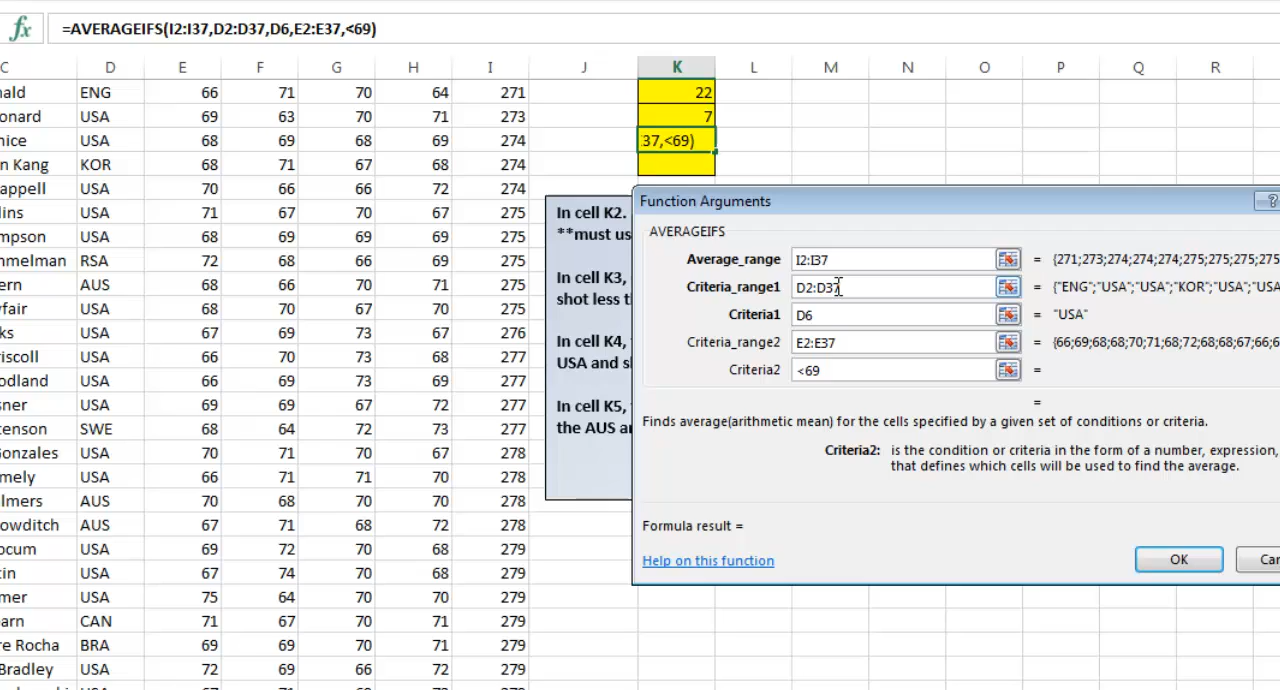 fx =AVERAGEIFS(I2:I37,D2:D37,D6,E2:E37,<69)
C D E F G H I J K L M N O P Q R
nald ENG 66 71 70 64 271 22
onard USA 69 63 70 71 273 7
nice USA 68 69 68 69 274 37,<69)
n Kang KOR 68 71 67 68 274
appell USA 70 66 66 72 274
lins USA 71 67 70 67 275
mpson USA 68 69 69 69 275
mmelman RSA 72 68 66 69 275
ern AUS 68 66 70 71 275
yfair USA 68 70 67 70 275
ks USA 67 69 73 67 276
riscoll USA 66 70 73 68 277
odland USA 66 69 73 69 277
sner USA 69 69 67 72 277
tenson SWE 68 64 72 73 277
Gonzales USA 70 71 70 67 278
mely USA 66 71 71 70 278
lmers AUS 70 68 70 70 278
owditch AUS 67 71 68 72 278
ocum USA 69 72 70 68 279
tin USA 67 74 70 68 279
mer USA 75 64 70 70 279
earn CAN 71 67 70 71 279
re Rocha BRA 69 69 70 71 279
Bradley USA 72 69 66 72 279
In cell K2.
**must us
In cell K3,
shot less th
In cell K4,
USA and sh
In cell K5,
the AUS an
Function Arguments ?
AVERAGEIFS
Average_range I2:I37 = {271;273;274;274;274;275;275;275;275
Criteria_range1 D2:D37 = {"ENG";"USA";"USA";"KOR";"USA";"USA
Criteria1 D6 = "USA"
Criteria_range2 E2:E37 = {66;69;68;68;70;71;68;72;68;68;67;66;6
Criteria2 <69 =
=
Finds average(arithmetic mean) for the cells specified by a given set of conditions or criteria.
Criteria2: is the condition or criteria in the form of a number, expression,
that defines which cells will be used to find the average.
Formula result =
Help on this function OK Can